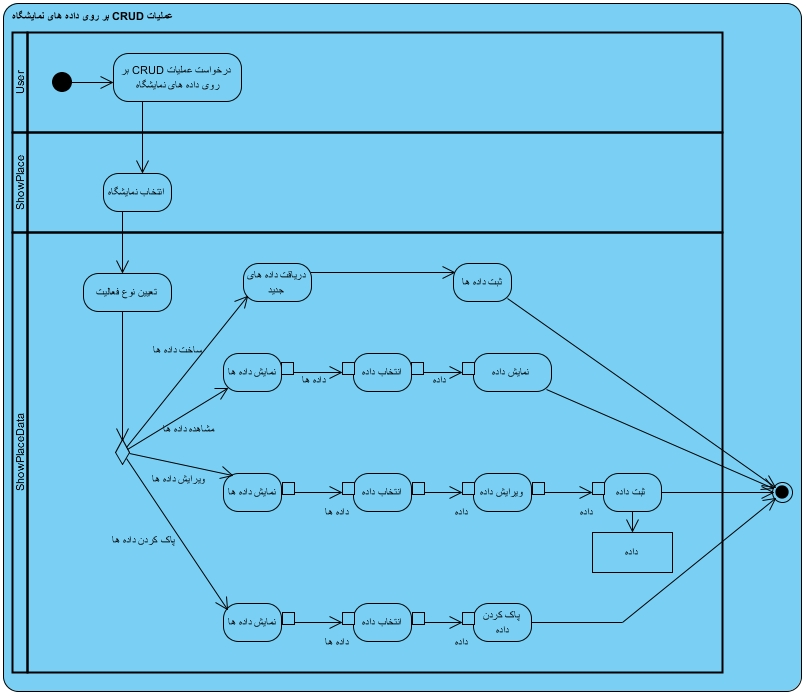 عملیات CRUD بر روی داده های نمایشگاه
User
درخواست عملیات CRUD بر
روی داده های نمایشگاه
ShowPlace
انتخاب نمایشگاه
ShowPlaceData
تعیین نوع فعالیت
دریافت داده های
جدید
ثبت داده ها
ساخت داده ها
نمایش داده ها
داده ها
انتخاب داده
داده
نمایش داده
مشاهده داده ها
ویرایش داده ها
نمایش داده ها
داده ها
انتخاب داده
داده
ویرایش داده
داده
ثبت داده
داده
پاک کردن داده ها
نمایش داده ها
داده ها
انتخاب داده
داده
پاک کردن
داده